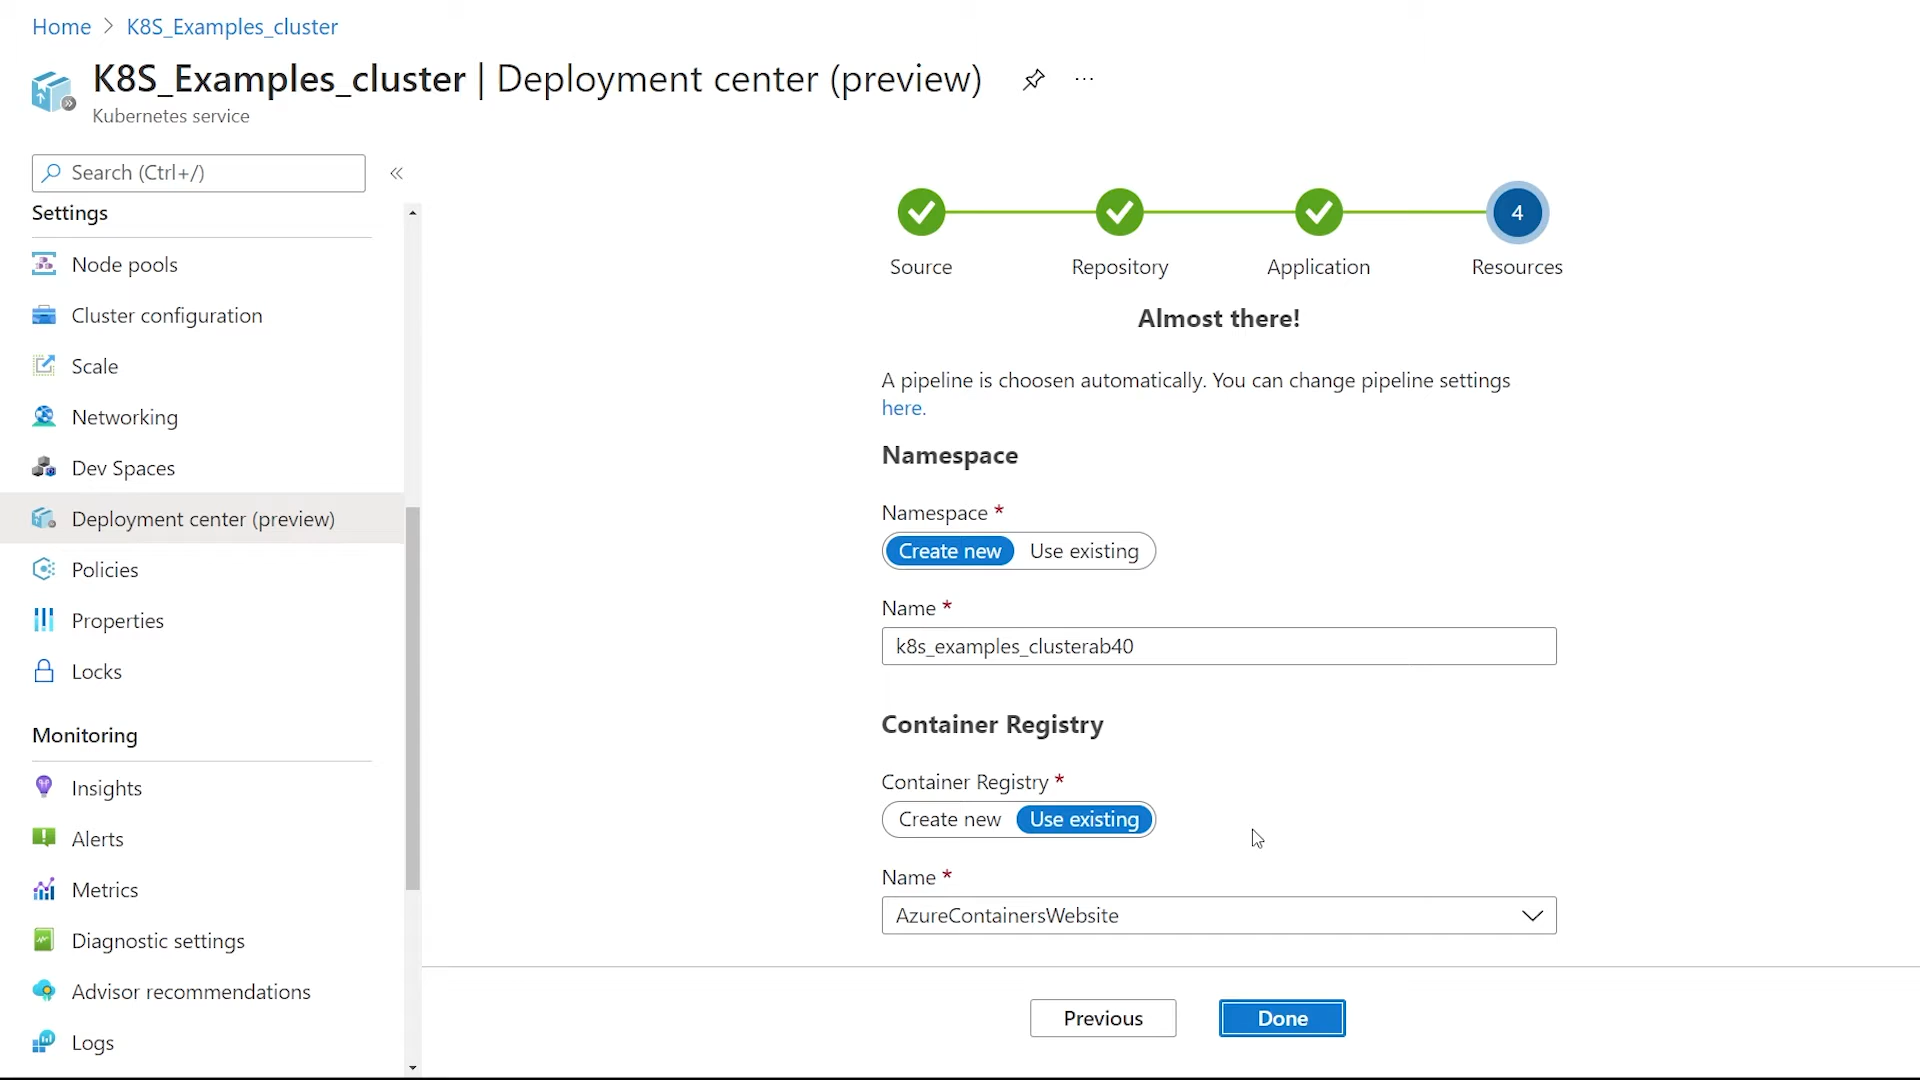 Home > K8S_Examples_cluster
K8S_Examples_cluster | Deployment center (preview) ...
Kubernetes service
Search (Ctrl+/) «
Settings
Node pools
Cluster configuration
Scale
Networking
Dev Spaces
Deployment center (preview)
Policies
Properties
Locks
Monitoring
Insights
Alerts
Metrics
Diagnostic settings
Advisor recommendations
Logs
4
Source Repository Application Resources
Almost there!
A pipeline is choosen automatically. You can change pipeline settings
here.
Namespace
Namespace *
Create new Use existing
Name *
k8s_examples_clusterab40
Container Registry
Container Registry *
Create new Use existing
Name *
AzureContainersWebsite
Previous Done